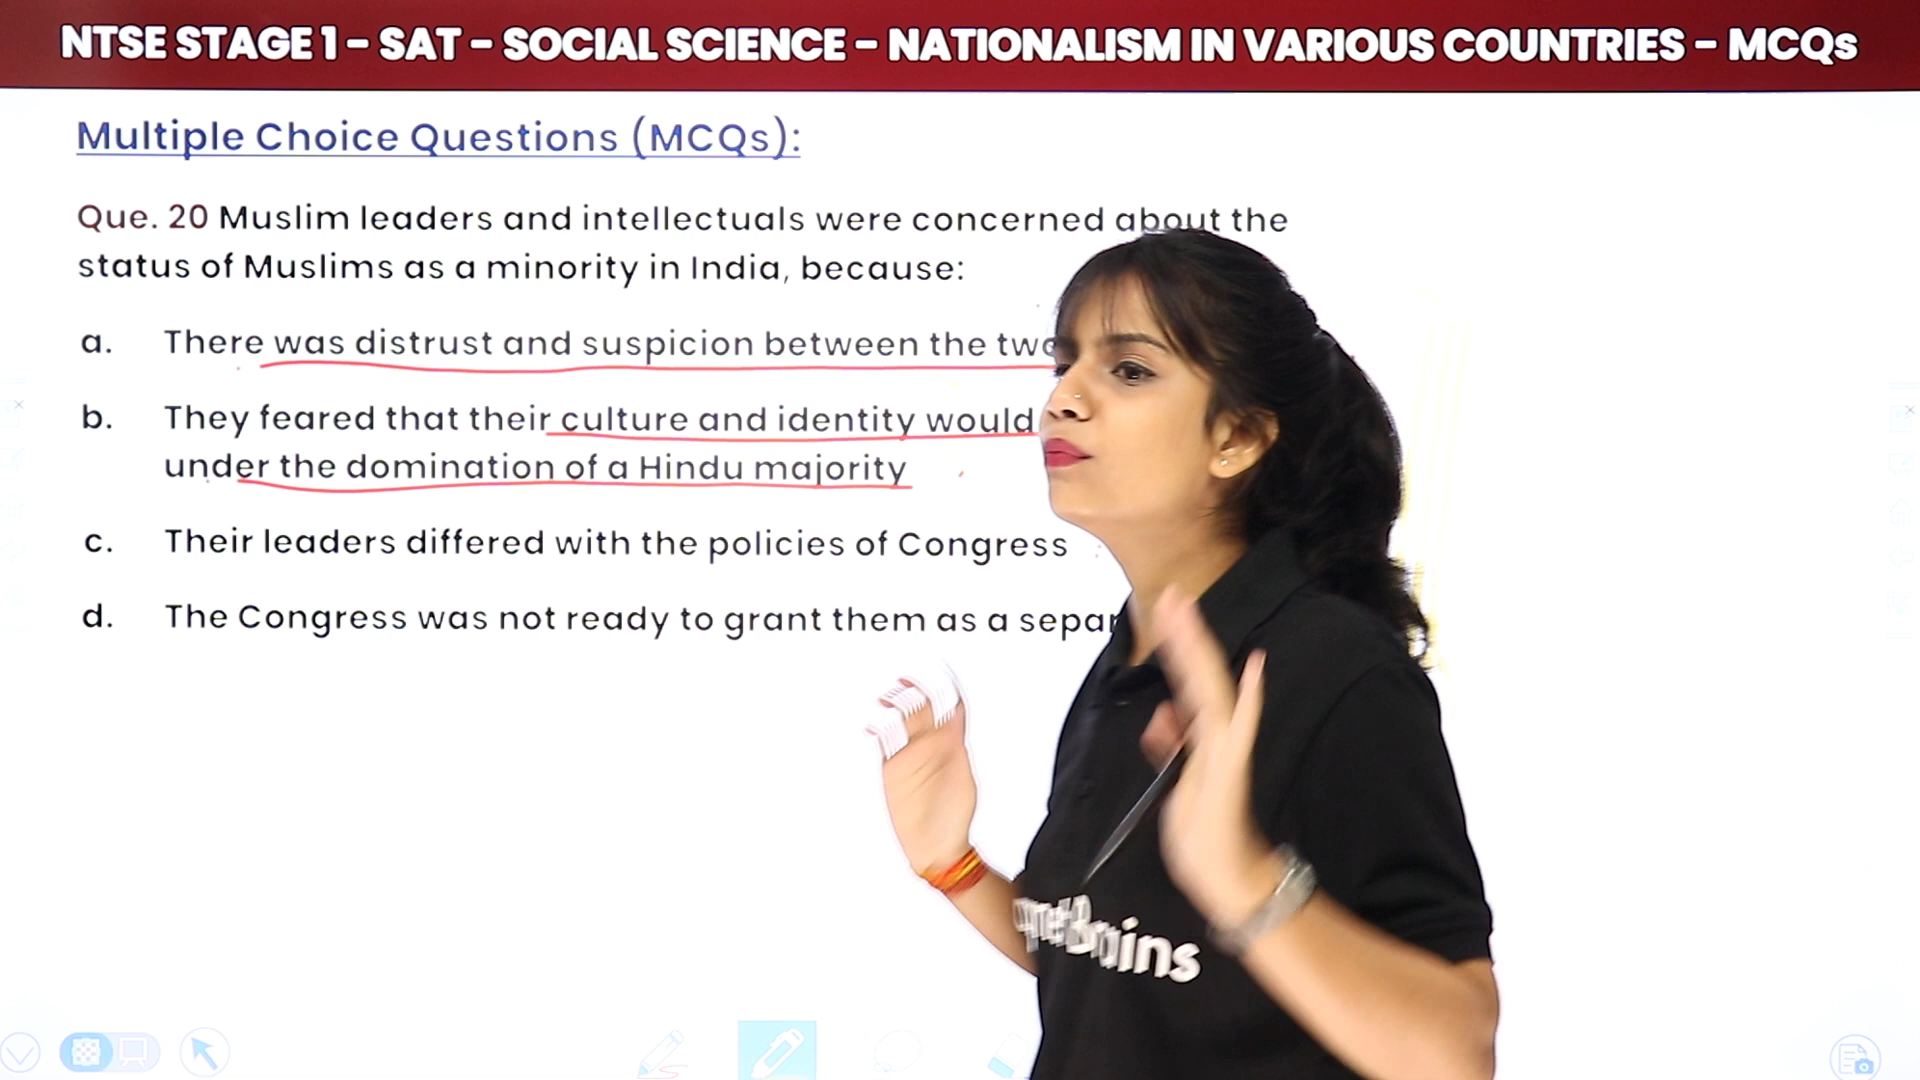 NTSE STAGE 1 – SAT – SOCIAL SCIENCE – NATIONALISM IN VARIOUS COUNTRIES – MCQs
Multiple Choice Questions (MCQs):
Que. 20 Muslim leaders and intellectuals were concerned about the
status of Muslims as a minority in India, because:
a. There was distrust and suspicion between the two
b. They feared that their culture and identity would
under the domination of a Hindu majority
c. Their leaders differed with the policies of Congress
d. The Congress was not ready to grant them as a
Brains